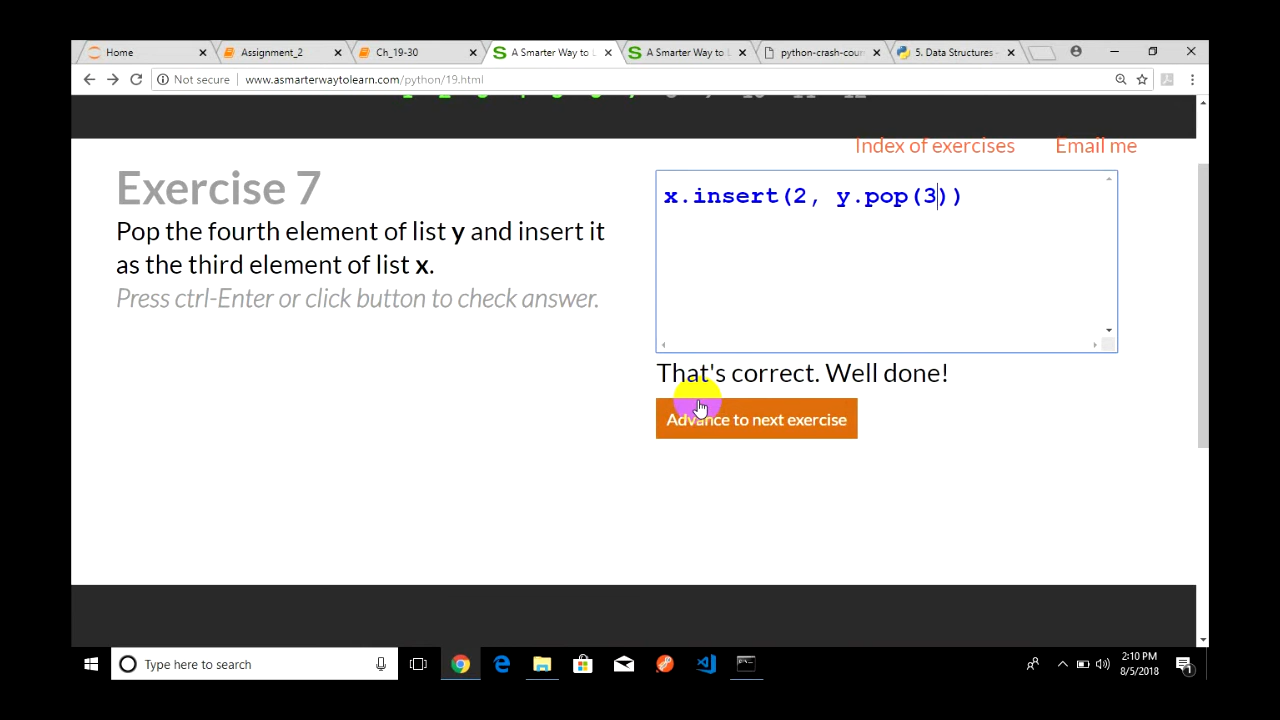 Home
Assignment_2
Ch_19-30
A Smarter Way to L
A Smarter Way to L
python-crash-cour
5. Data Structures -
Not secure
www.asmarterwaytolearn.com/python/19.html
Index of exercises
Email me
Exercise 7
Pop the fourth element of list y and insert it
as the third element of list x.
Press ctrl-Enter or click button to check answer.
x.insert(2, y.pop(3))
That's correct. Well done!
Advance to next exercise
Type here to search
2:10 PM
8/5/2018
1